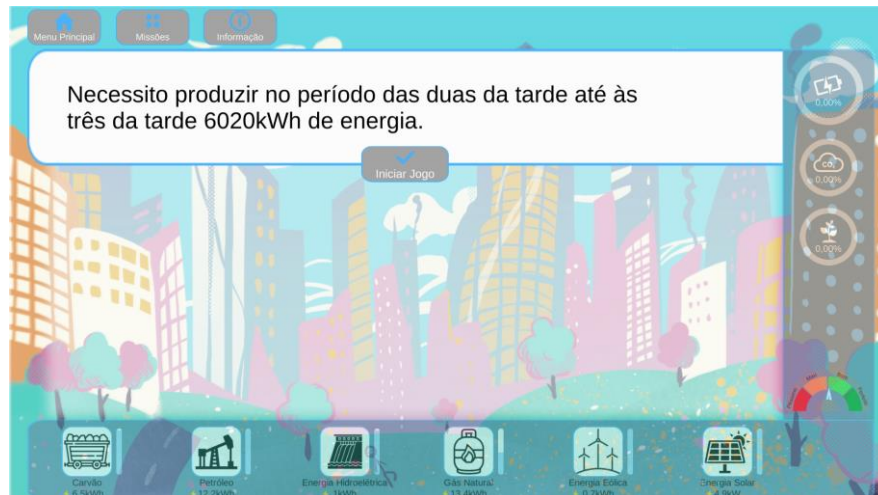 Menu Principal
Missões
Informação
Necessito produzir no período das duas da tarde até às
três da tarde 6020kWh de energia.
Iniciar Jogo
0,00%
CO₂
0,00%
0,00%
Carvão
6,5kWh
Petróleo
12,2kWh
Energia Hidroelétrica
1kWh
Gás Natural
13,4kWh
Energia Eólica
0,7kWh
Energia Solar
4,9kW